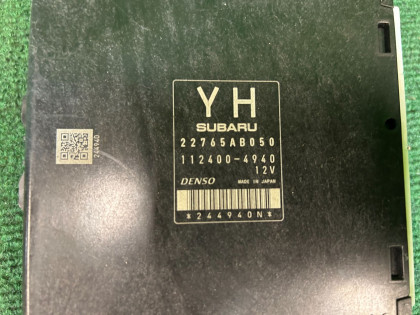 YH
SUBARU
22765AB050
112400-4940
12V
DENSO MADE IN JAPAN
*244940N*